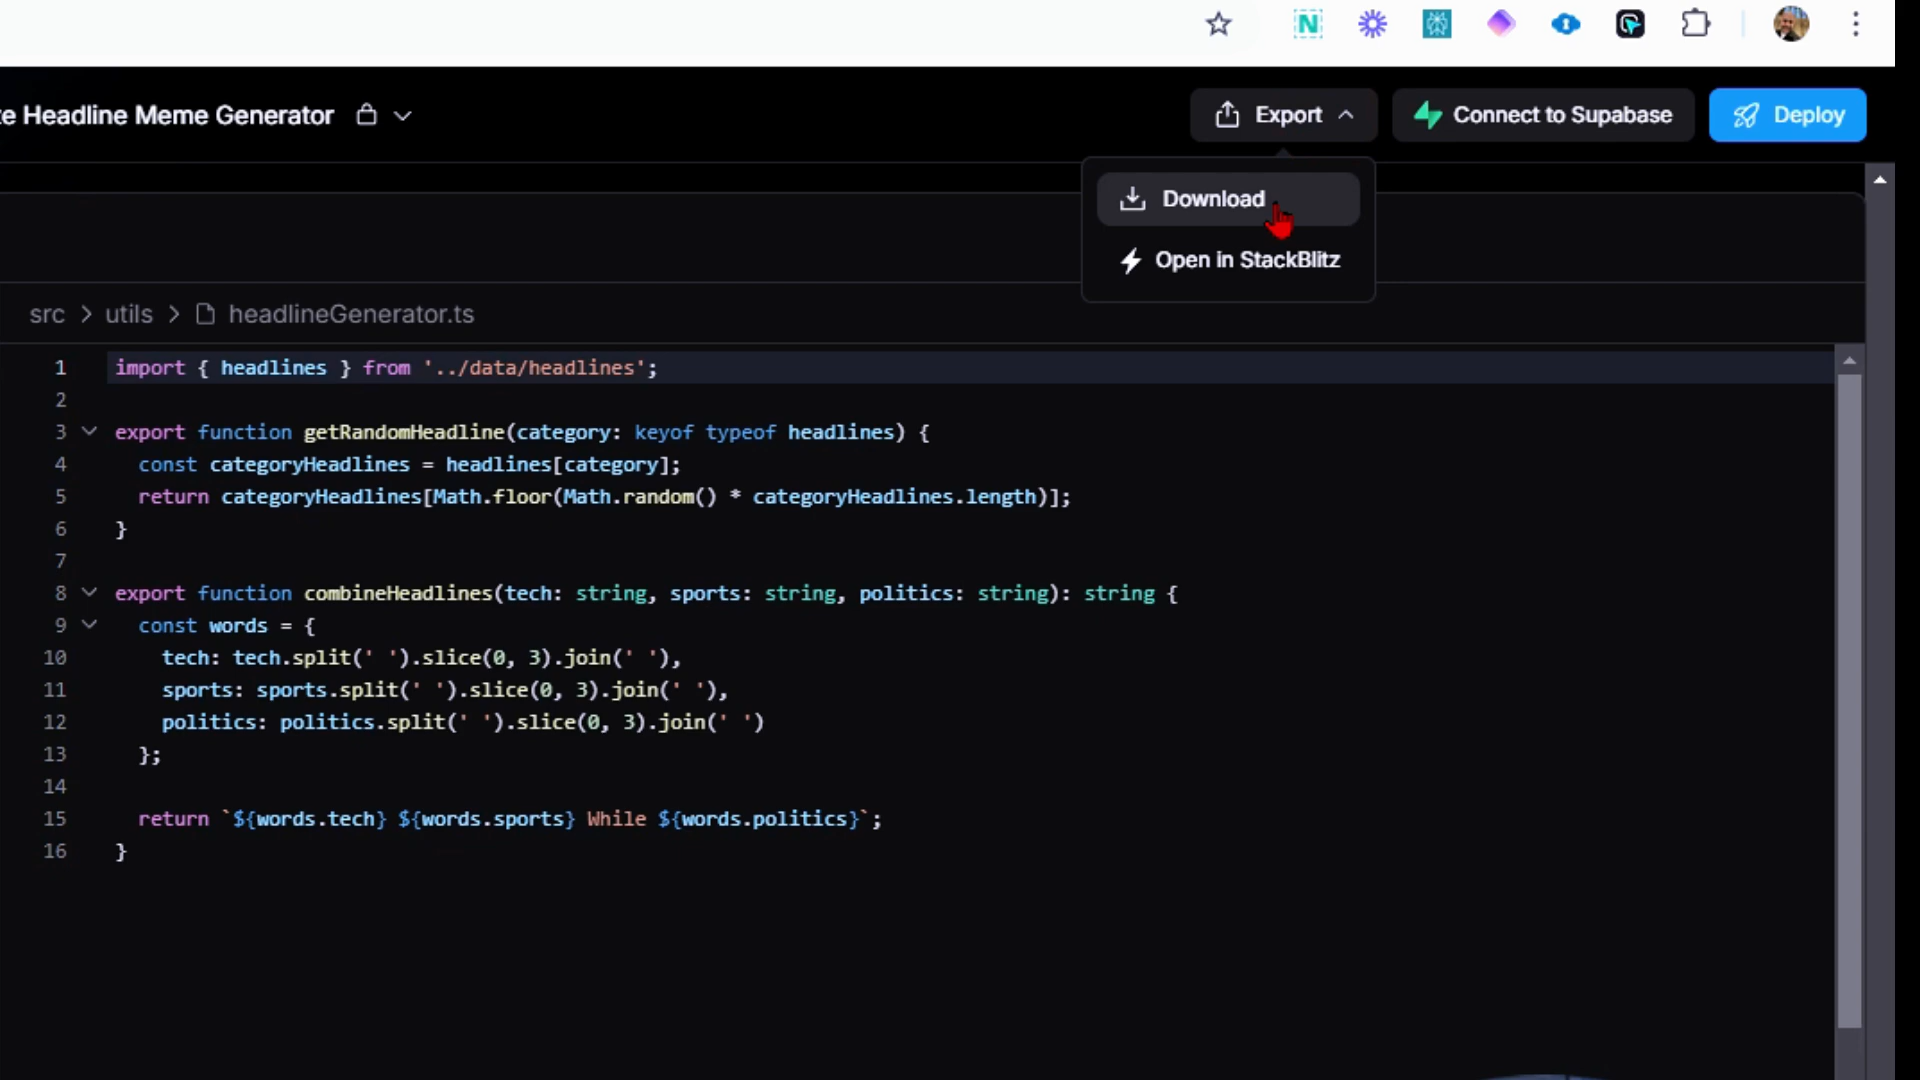 Headline Meme Generator
Export
Connect to Supabase
Deploy
Download
Open in StackBlitz
src > utils > headlineGenerator.ts
1 import { headlines } from '../data/headlines';
2
3 export function getRandomHeadline(category: keyof typeof headlines) {
4 const categoryHeadlines = headlines[category];
5 return categoryHeadlines[Math.floor(Math.random() * categoryHeadlines.length)];
6 }
7
8 export function combineHeadlines(tech: string, sports: string, politics: string): string {
9 const words = {
10 tech: tech.split(' ').slice(0, 3).join(' '),
11 sports: sports.split(' ').slice(0, 3).join(' '),
12 politics: politics.split(' ').slice(0, 3).join(' ')
13 };
14
15 return `${words.tech} ${words.sports} While ${words.politics}`;
16 }